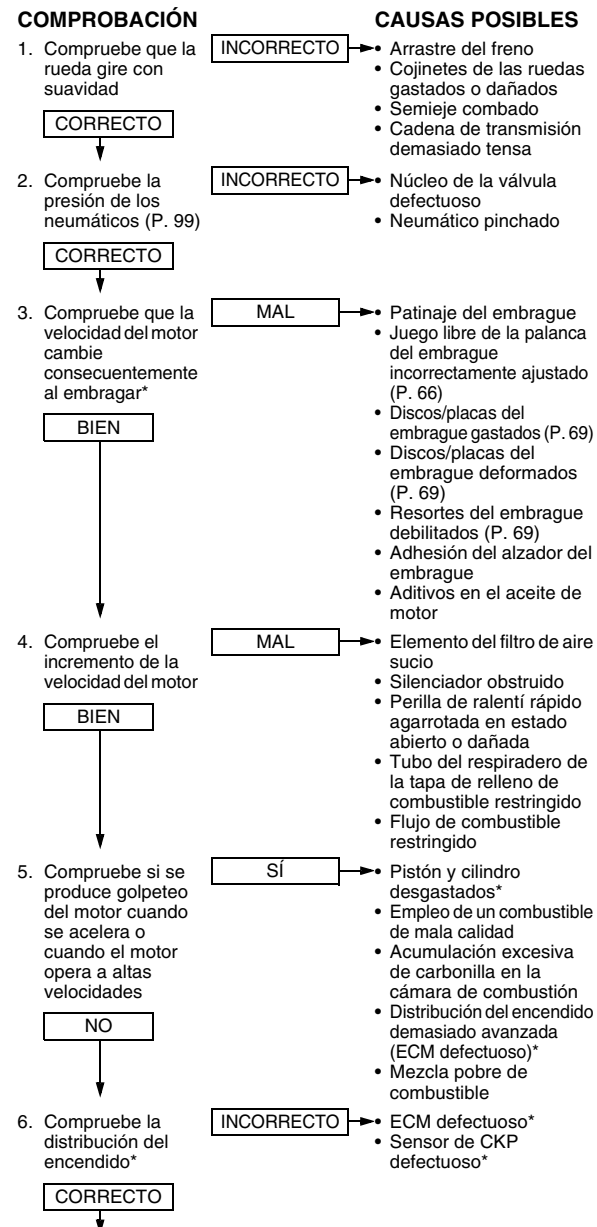 COMPROBACIÓN
CAUSAS POSIBLES
1. Compruebe que la
rueda gire con
suavidad
INCORRECTO
• Arrastre del freno
• Cojinetes de las ruedas
gastados o dañados
• Semieje combado
• Cadena de transmisión
demasiado tensa
CORRECTO
2. Compruebe la
presión de los
neumáticos (P. 99)
INCORRECTO
• Núcleo de la válvula
defectuoso
• Neumático pinchado
CORRECTO
3. Compruebe que la
velocidad del motor
cambie
consecuentemente
al embragar*
MAL
• Patinaje del embrague
• Juego libre de la palanca
del embrague
incorrectamente ajustado
(P. 66)
• Discos/placas del
embrague gastados (P. 69)
• Discos/placas del
embrague deformados
(P. 69)
• Resortes del embrague
debilitados (P. 69)
• Adhesión del alzador del
embrague
• Aditivos en el aceite de
motor
BIEN
4. Compruebe el
incremento de la
velocidad del motor
MAL
• Elemento del filtro de aire
sucio
• Silenciador obstruido
• Perilla de ralentí rápido
agarrotada en estado
abierto o dañada
• Tubo del respiradero de
la tapa de relleno de
combustible restringido
• Flujo de combustible
restringido
BIEN
5. Compruebe si se
produce golpeteo
del motor cuando
se acelera o
cuando el motor
opera a altas
velocidades
SÍ
• Pistón y cilindro
desgastados*
• Empleo de un combustible
de mala calidad
• Acumulación excesiva
de carbonilla en la
cámara de combustión
• Distribución del encendido
demasiado avanzada
(ECM defectuoso)*
• Mezcla pobre de
combustible
NO
6. Compruebe la
distribución del
encendido*
INCORRECTO
• ECM defectuoso*
• Sensor de CKP
defectuoso*
CORRECTO